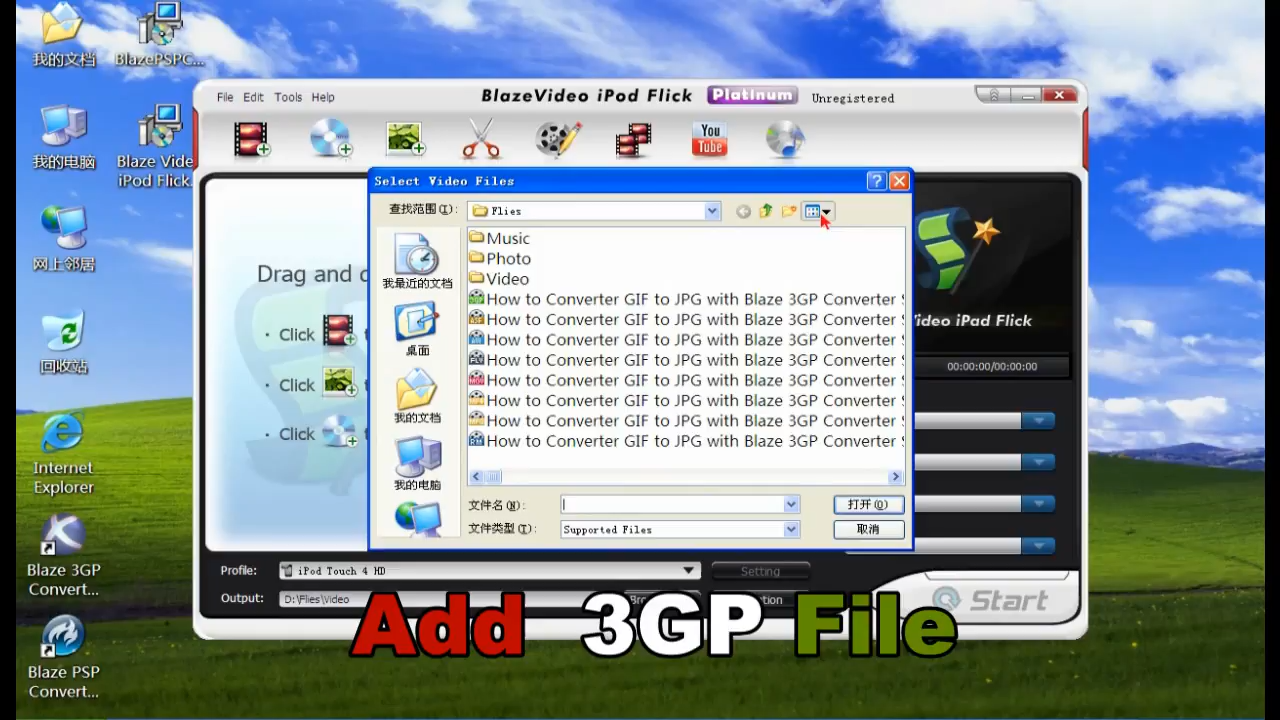 我的文档
BlazePSPC...
我的电脑
Blaze Vide
iPod Flick.
网上邻居
回收站
Internet
Explorer
Blaze 3GP
Convert...
Blaze PSP
Convert...
File Edit Tools Help
BlazeVideo iPod Flick Platinum Unregistered
You
Tube
Drag and
· Click
· Click
· Click
Select Video Files
查找范围(I): Flies
我最近的文档
桌面
我的文档
我的电脑
Music
Photo
Video
How to Converter GIF to JPG with Blaze 3GP Converter
How to Converter GIF to JPG with Blaze 3GP Converter
How to Converter GIF to JPG with Blaze 3GP Converter
How to Converter GIF to JPG with Blaze 3GP Converter
How to Converter GIF to JPG with Blaze 3GP Converter
How to Converter GIF to JPG with Blaze 3GP Converter
How to Converter GIF to JPG with Blaze 3GP Converter
How to Converter GIF to JPG with Blaze 3GP Converter
文件名(N): 打开(O)
文件类型(T): Supported Files 取消
ideo iPad Flick
00:00:00/00:00:00
Profile: iPod Touch 4 HD Setting
Output: D:\Flies\Video
Start
Add 3GP File